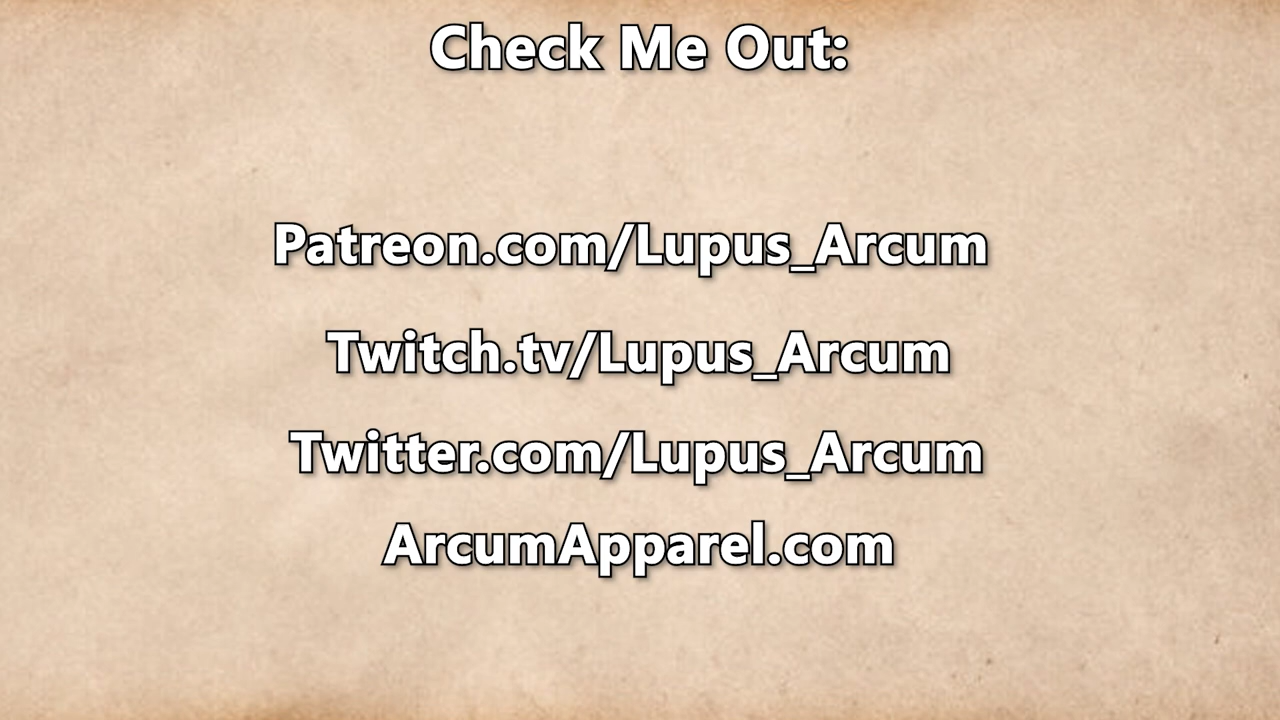 Check Me Out:
Patreon.com/Lupus_Arcum
Twitch.tv/Lupus_Arcum
Twitter.com/Lupus_Arcum
ArcumApparel.com